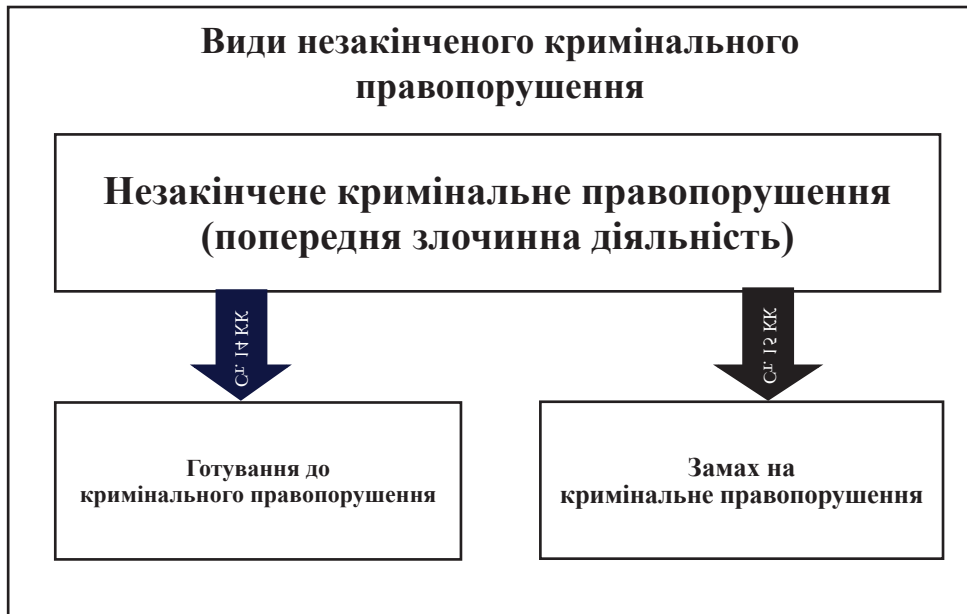 Види незакінченого кримінального
правопорушення
Незакінчене кримінальне правопорушення
(попередня злочинна діяльність)
Ст. 14 КК
Ст. 15 КК
Готування до
кримінального правопорушення
Замах на
кримінальне правопорушення